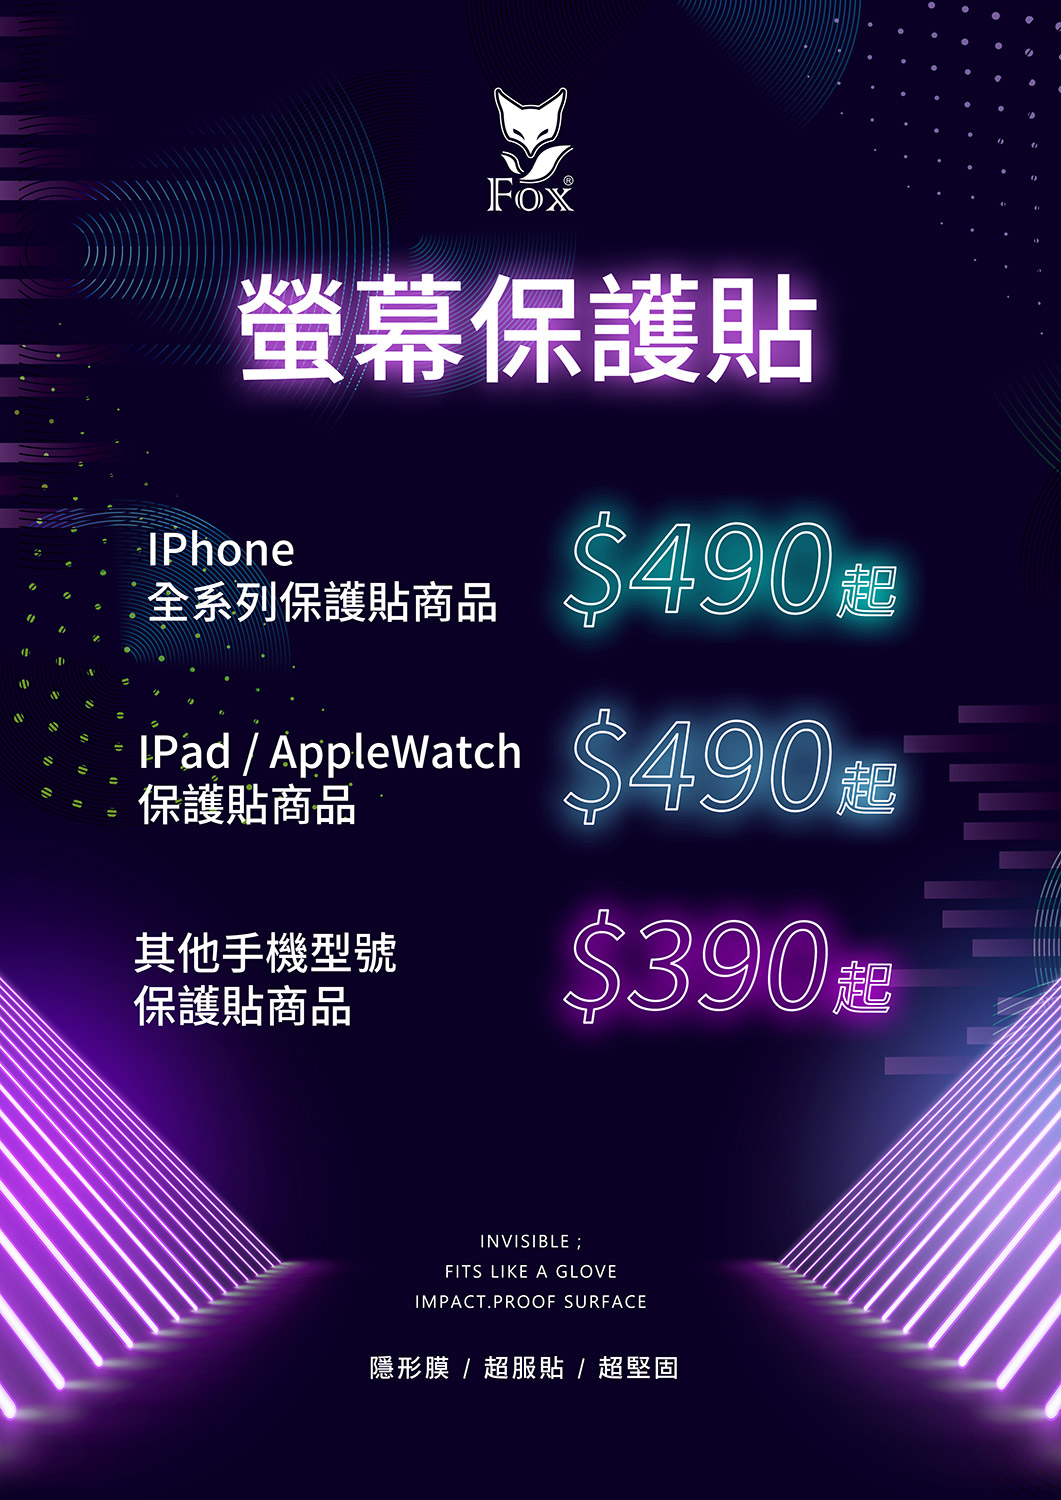 Fox®
螢幕保護貼
IPhone
全系列保護貼商品
$490起
IPad / AppleWatch
保護貼商品
$490起
其他手機型號
保護貼商品
$390起
INVISIBLE ;
FITS LIKE A GLOVE
IMPACT.PROOF SURFACE
隱形膜 / 超服貼 / 超堅固